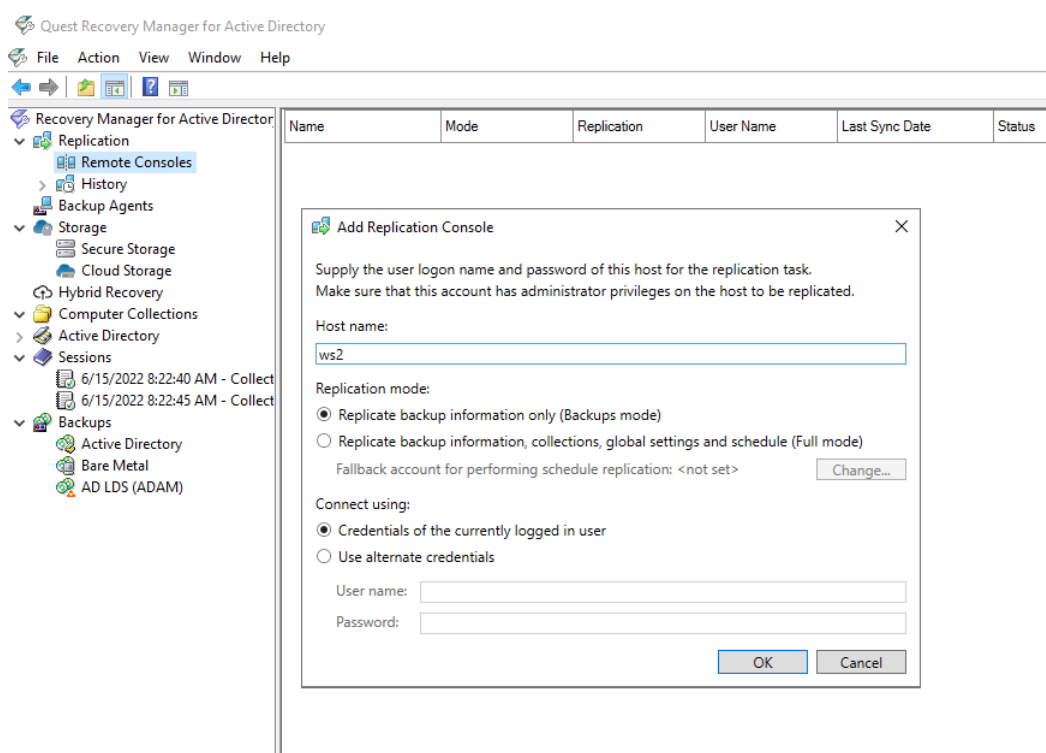 Quest Recovery Manager for Active Directory
File Action View Window Help
Recovery Manager for Active Director
Replication
Remote Consoles
History
Backup Agents
Storage
Secure Storage
Cloud Storage
Hybrid Recovery
Computer Collections
Active Directory
Sessions
6/15/2022 8:22:40 AM - Collect
6/15/2022 8:22:45 AM - Collect
Backups
Active Directory
Bare Metal
AD LDS (ADAM)
Name Mode Replication User Name Last Sync Date Status
Add Replication Console
Supply the user logon name and password of this host for the replication task.
Make sure that this account has administrator privileges on the host to be replicated.
Host name:
ws2
Replication mode:
Replicate backup information only (Backups mode)
Replicate backup information, collections, global settings and schedule (Full mode)
Fallback account for performing schedule replication: <not set> Change...
Connect using:
Credentials of the currently logged in user
Use alternate credentials
User name:
Password:
OK Cancel